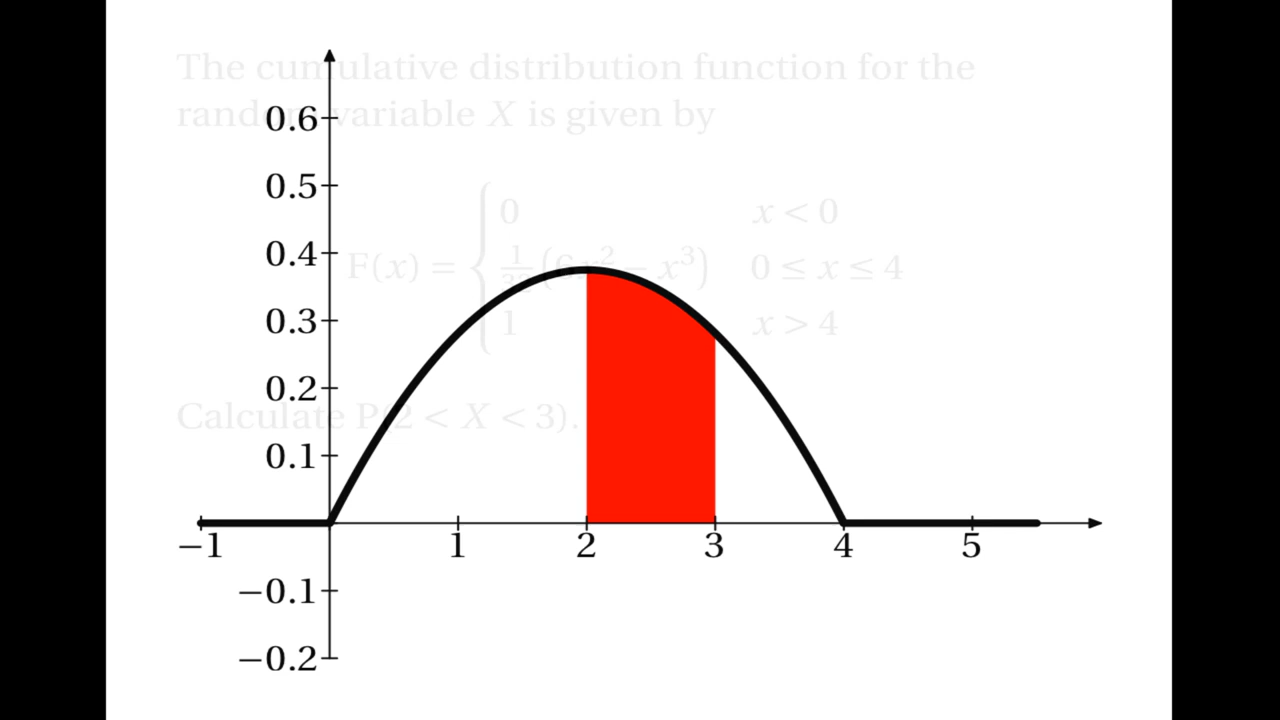 The cumulative distribution function for the
random variable X is given by
0.6
0.5
0 x < 0
0.4
F(x) = { 1/32 (6x² − x³) 0 ≤ x ≤ 4
0.3
1 x > 4
0.2
Calculate P(2 < X < 3).
0.1
−1 1 2 3 4 5
−0.1
−0.2